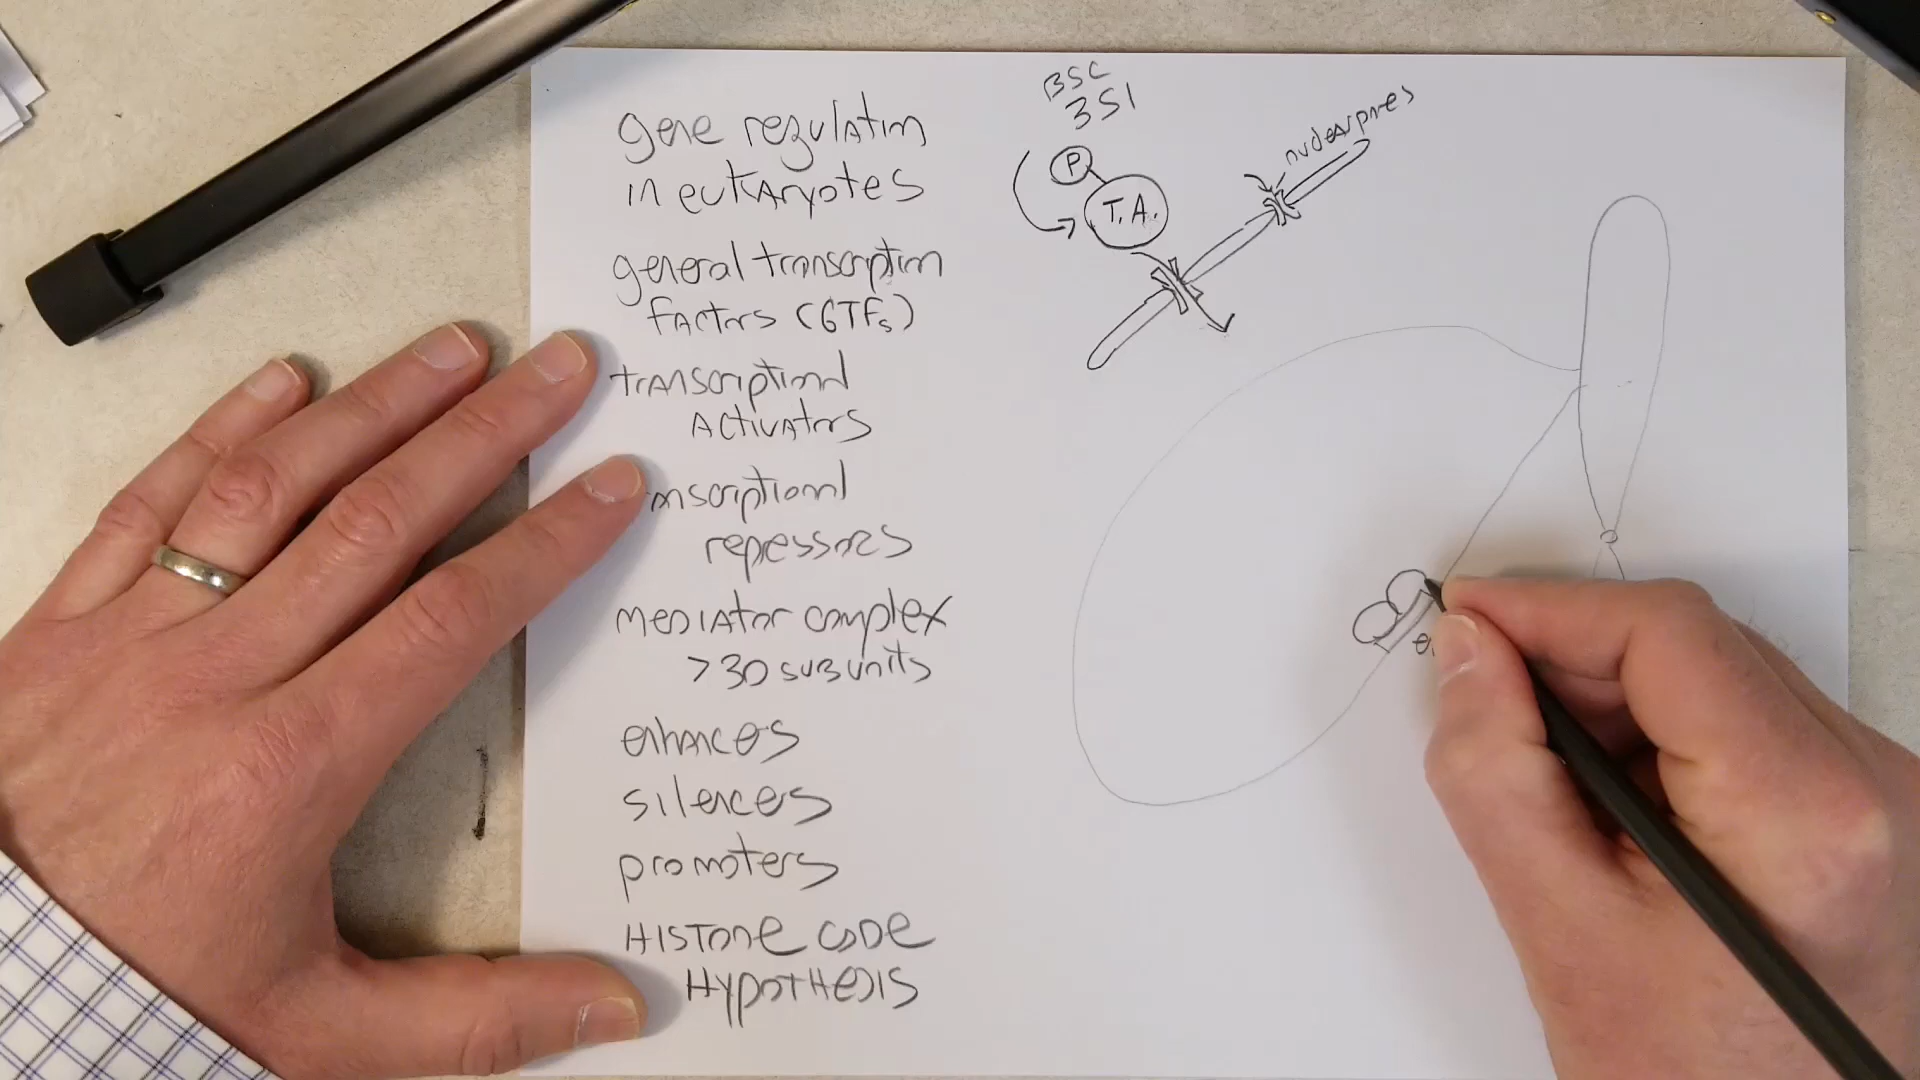 gene regulation
in eukaryotes
general transcription
factors (GTFs)
transcriptional
activators
repressors
mediator complex
>30 subunits
enhancers
silencers
promoters
Histone code
Hypothesis
BSC
351
P
T.A.
nuclear pores